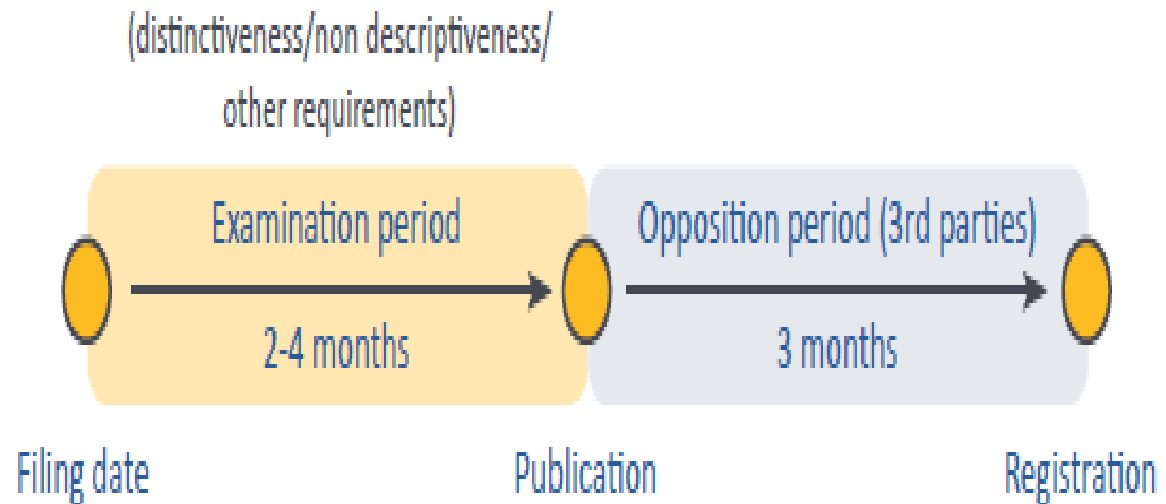 (distinctiveness/non descriptiveness/
other requirements)
Examination period
2-4 months
Opposition period (3rd parties)
3 months
Filing date
Publication
Registration